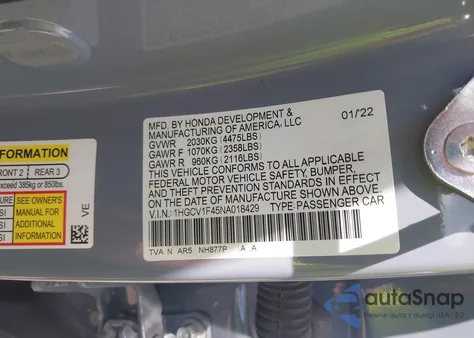 MFD. BY HONDA DEVELOPMENT &
MANUFACTURING OF AMERICA, LLC
01/22
GVWR 2030KG (4475LBS)
GAWR F 1070KG (2358LBS)
GAWR R 960KG (2116LBS)
THIS VEHICLE CONFORMS TO ALL APPLICABLE
FEDERAL MOTOR VEHICLE SAFETY, BUMPER,
AND THEFT PREVENTION STANDARDS IN EFFECT
ON THE DATE OF MANUFACTURE SHOWN ABOVE.
V.I.N.: 1HGCV1F45NA018429 TYPE:PASSENGER CAR
TVA N AR5 NH877P A A
FORMATION
FRONT 2 REAR 3
exceed 385kg or 850lbs.
SEE OWNER'S
MANUAL FOR
ADDITIONAL
INFORMATION
VE
autoSnap